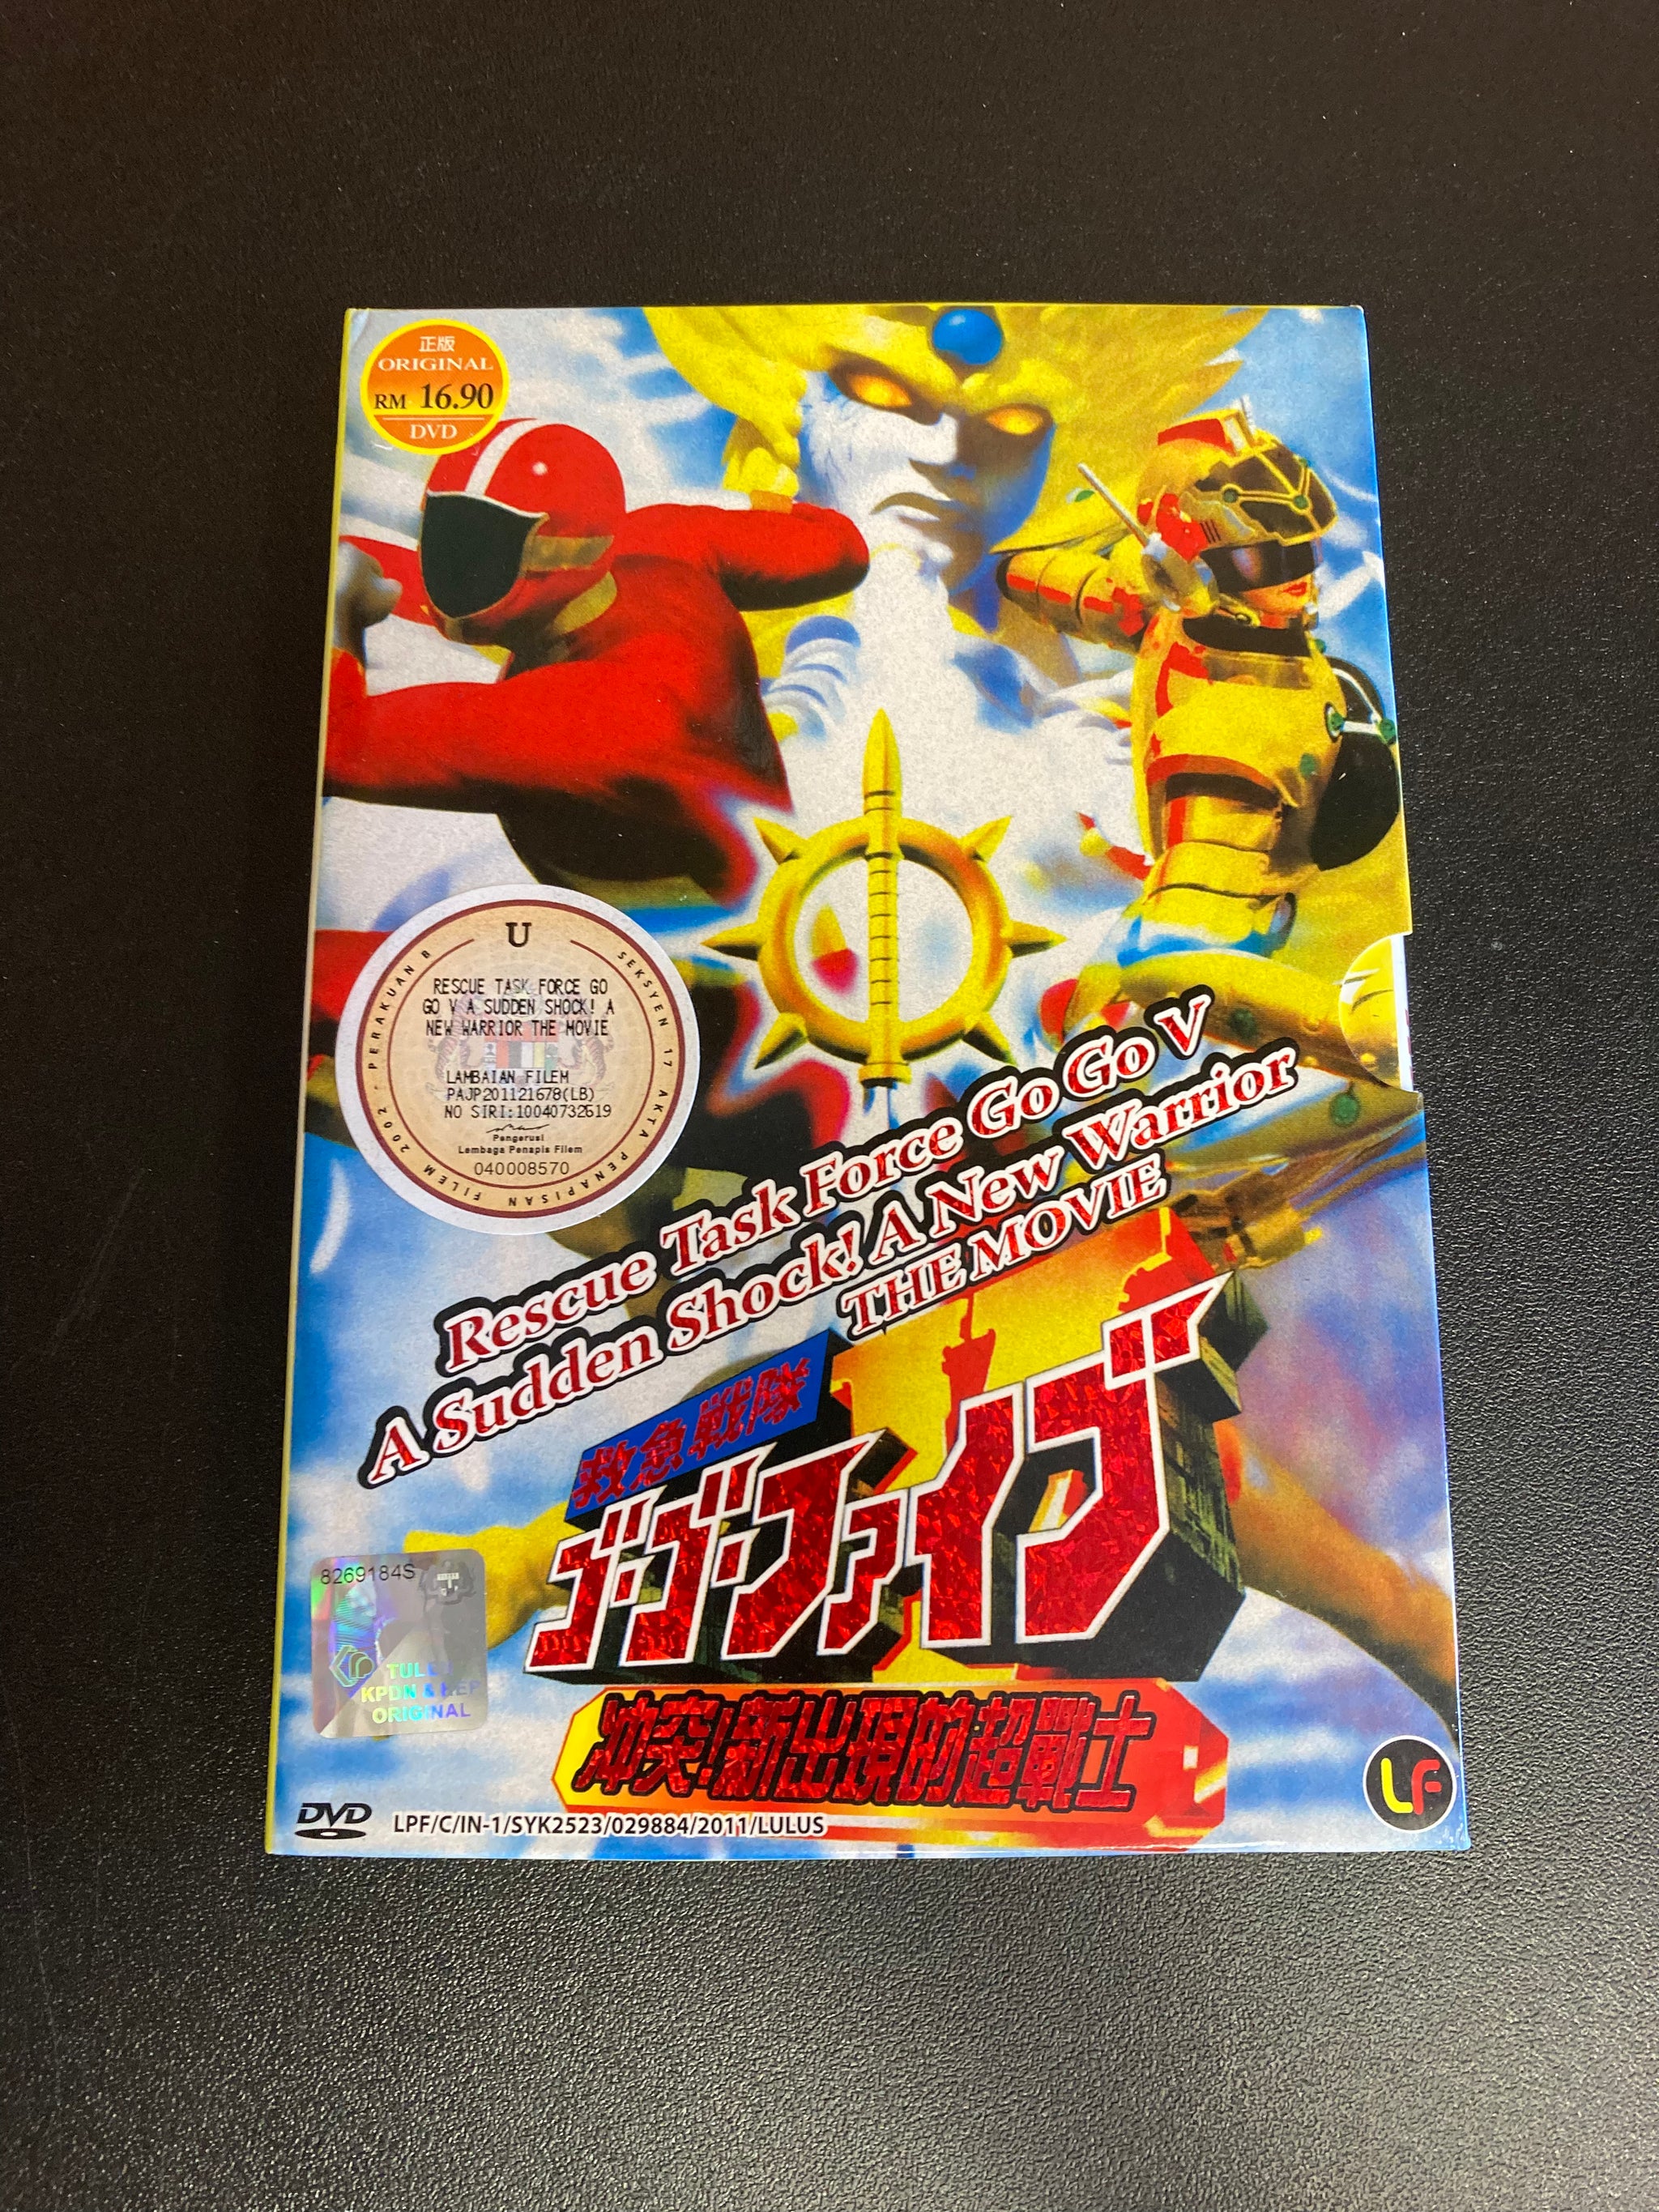 正版
ORIGINAL
RM 16.90
DVD
U
PERAKUAN B
SEKSYEN 17 AKTA PENAPISAN FILEM 2002
RESCUE TASK FORCE GO
GO V A SUDDEN SHOCK! A
NEW WARRIOR THE MOVIE
LAMBAIAN FILEM
PAJP201121678(LB)
NO SIRI:10040732619
Pengerusi
Lembaga Penapis Filem
040008570
Rescue Task Force Go Go V
A Sudden Shock! A New Warrior
THE MOVIE
救急戦隊
ゴーゴーファイブ
8269184S
KPDN &
ORIGINAL
冲突!新出現的超戰士
DVD
LPF/C/IN-1/SYK2523/029884/2011/LULUS
LF